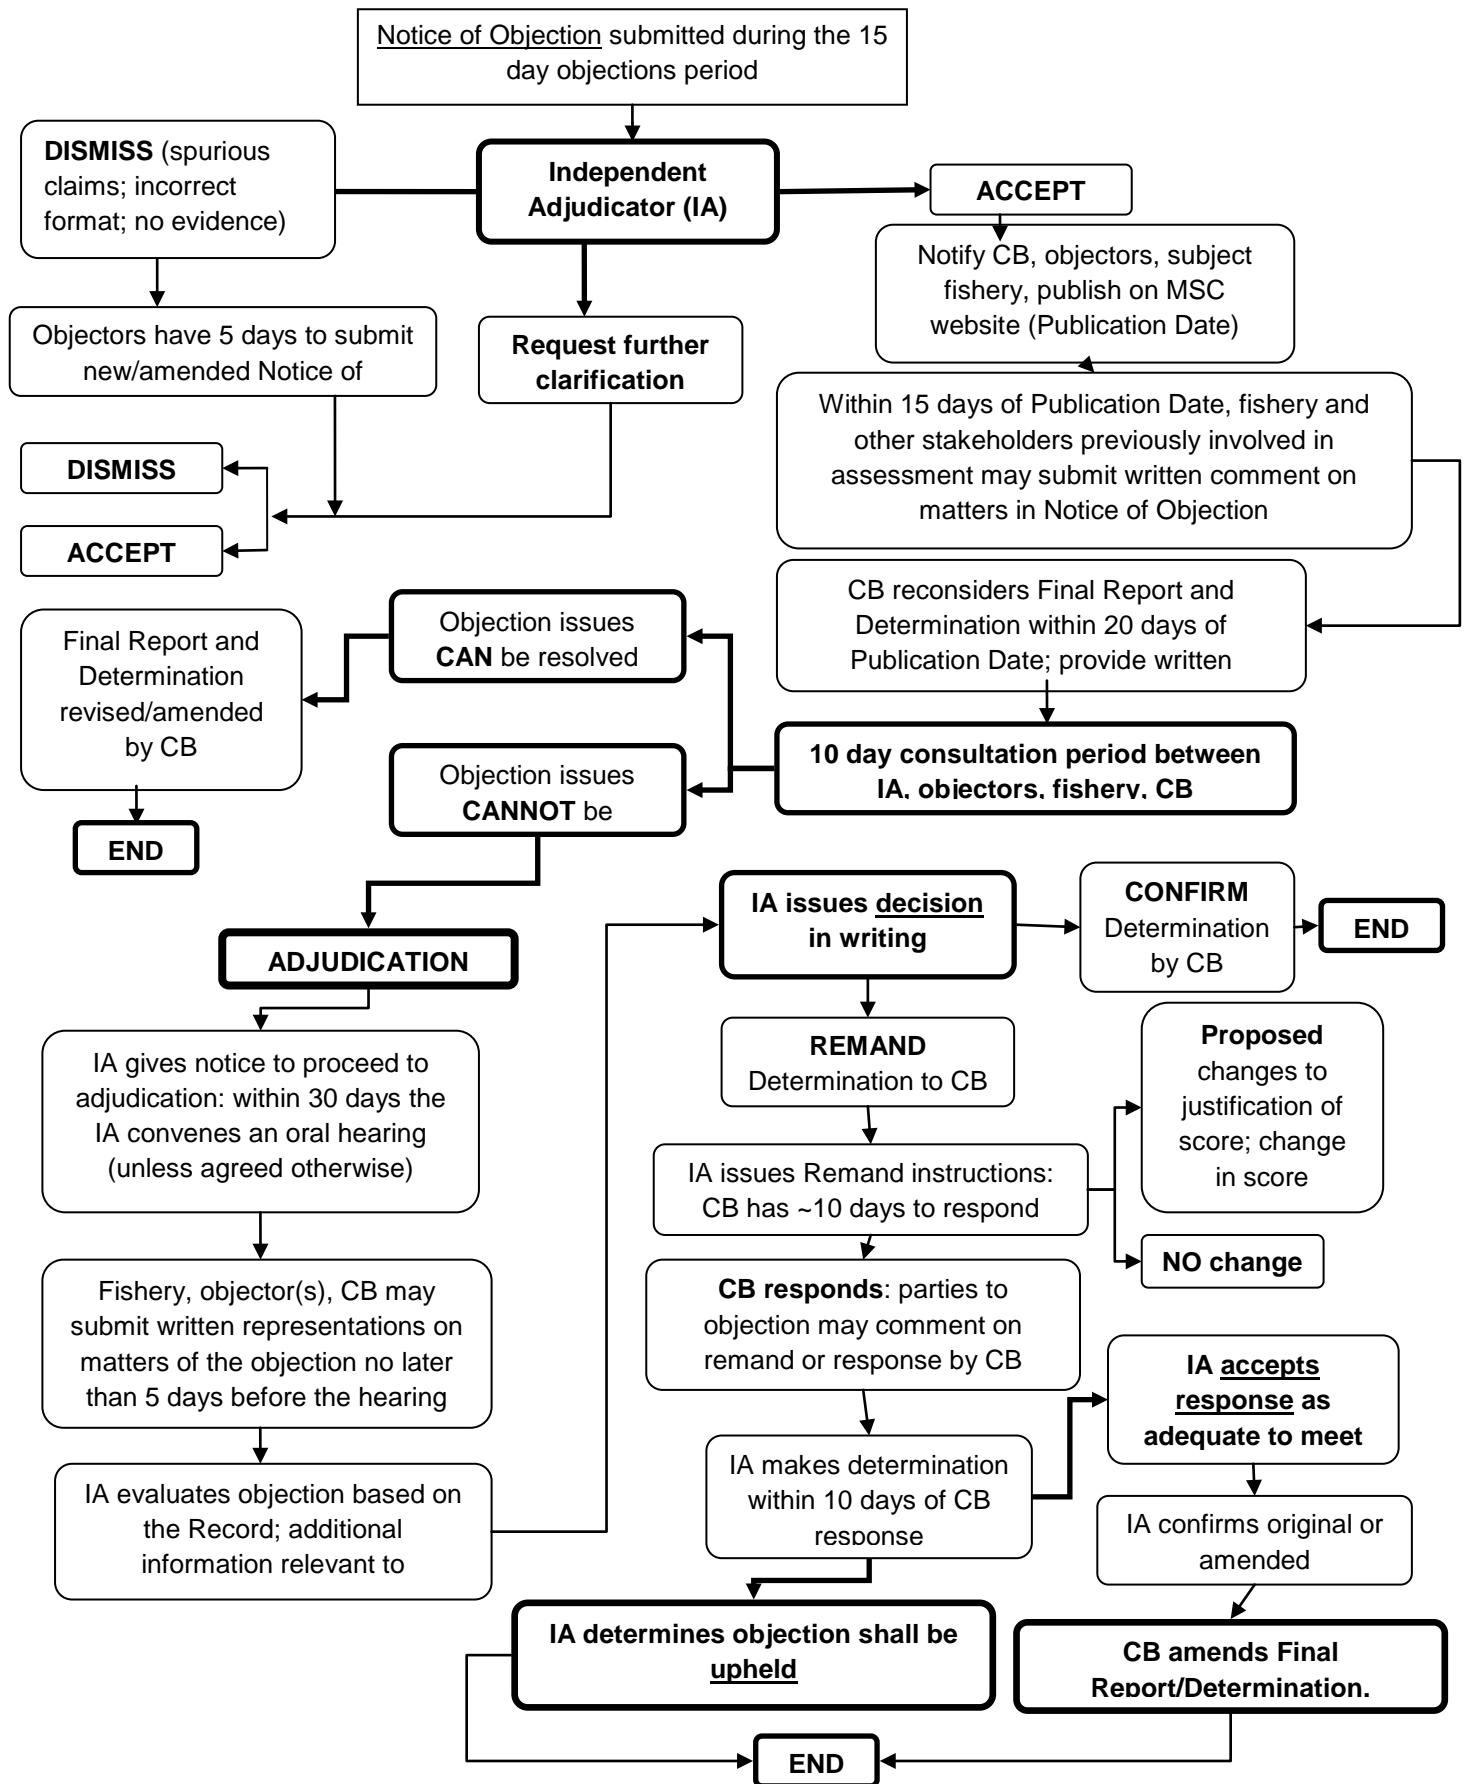 Notice of Objection submitted during the 15
day objections period
DISMISS (spurious
claims; incorrect
format; no evidence)
Independent
Adjudicator (IA)
ACCEPT
Notify CB, objectors, subject
fishery, publish on MSC
website (Publication Date)
Objectors have 5 days to submit
new/amended Notice of
Request further
clarification
Within 15 days of Publication Date, fishery and
other stakeholders previously involved in
assessment may submit written comment on
matters in Notice of Objection
DISMISS
ACCEPT
CB reconsiders Final Report and
Determination within 20 days of
Publication Date; provide written
Objection issues
CAN be resolved
Final Report and
Determination
revised/amended
by CB
10 day consultation period between
IA, objectors, fishery, CB
Objection issues
CANNOT be
END
ADJUDICATION
IA issues decision
in writing
CONFIRM
Determination
by CB
END
REMAND
Determination to CB
Proposed
changes to
justification of
score; change
in score
IA gives notice to proceed to
adjudication: within 30 days the
IA convenes an oral hearing
(unless agreed otherwise)
IA issues Remand instructions:
CB has ~10 days to respond
NO change
Fishery, objector(s), CB may
submit written representations on
matters of the objection no later
than 5 days before the hearing
CB responds: parties to
objection may comment on
remand or response by CB
IA accepts
response as
adequate to meet
IA evaluates objection based on
the Record; additional
information relevant to
IA makes determination
within 10 days of CB
response
IA confirms original or
amended
IA determines objection shall be
upheld
CB amends Final
Report/Determination.
END